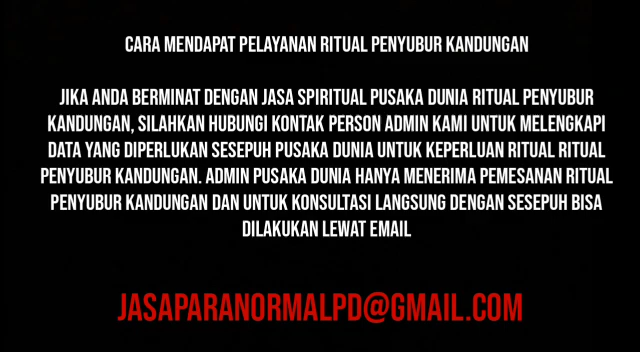 CARA MENDAPAT PELAYANAN RITUAL PENYUBUR KANDUNGAN
JIKA ANDA BERMINAT DENGAN JASA SPIRITUAL PUSAKA DUNIA RITUAL PENYUBUR
KANDUNGAN, SILAHKAN HUBUNGI KONTAK PERSON ADMIN KAMI UNTUK MELENGKAPI
DATA YANG DIPERLUKAN SESEPUH PUSAKA DUNIA UNTUK KEPERLUAN RITUAL RITUAL
PENYUBUR KANDUNGAN. ADMIN PUSAKA DUNIA HANYA MENERIMA PEMESANAN RITUAL
PENYUBUR KANDUNGAN DAN UNTUK KONSULTASI LANGSUNG DENGAN SESEPUH BISA
DILAKUKAN LEWAT EMAIL
JASAPARANORMALPD@GMAIL.COM